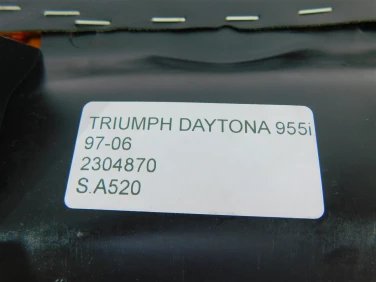 TRIUMPH DAYTONA 955i
97-06
2304870
S.A520